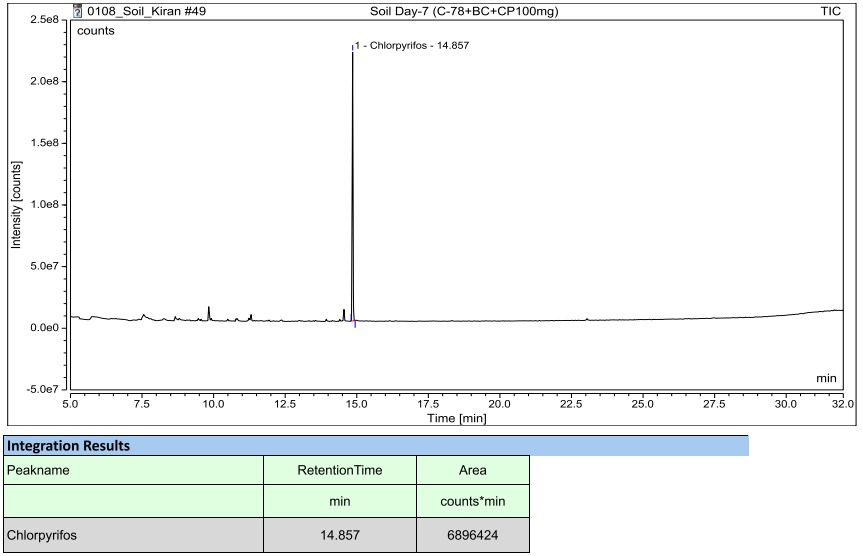 0108_Soil_Kiran #49 Soil Day-7 (C-78+BC+CP100mg) TIC
counts
1 - Chlorpyrifos - 14.857
2.5e8
2.0e8
1.5e8
1.0e8
5.0e7
0.0e0
-5.0e7
Intensity [counts]
min
5.0 7.5 10.0 12.5 15.0 17.5 20.0 22.5 25.0 27.5 30.0 32.0
Time [min]
Integration Results
Peakname RetentionTime Area
min counts*min
Chlorpyrifos 14.857 6896424